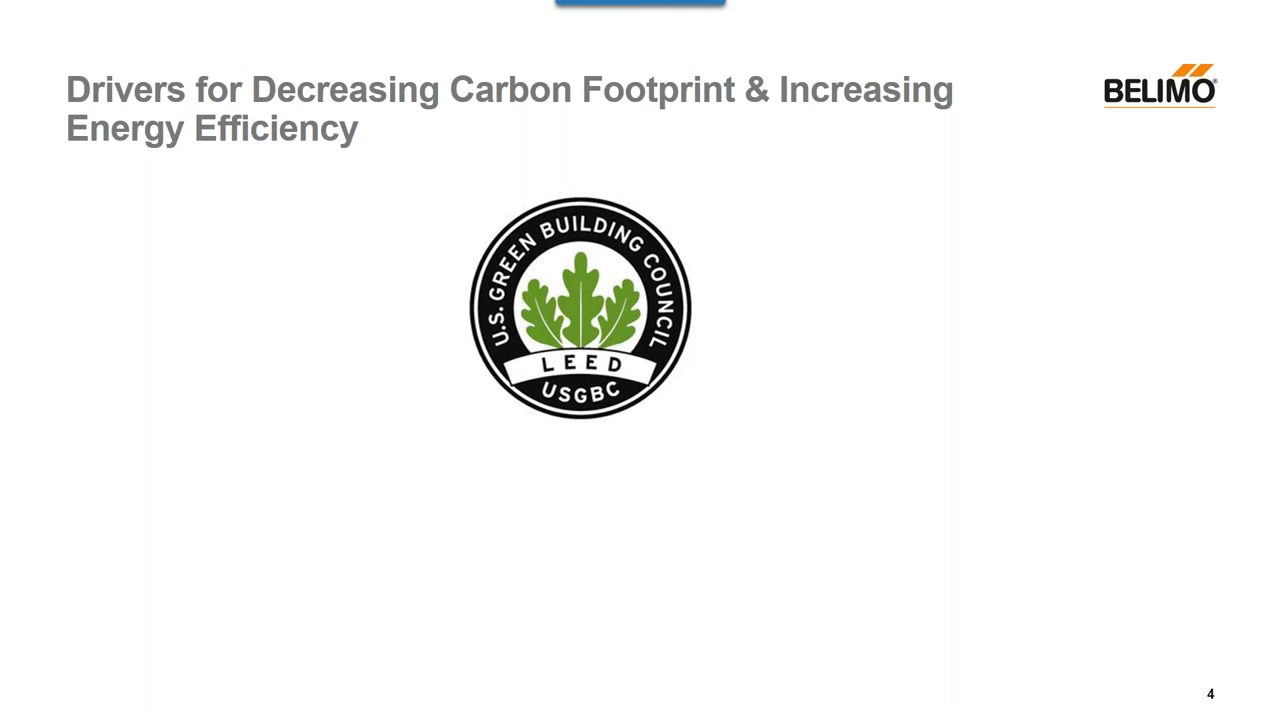 Drivers for Decreasing Carbon Footprint & Increasing
Energy Efficiency
BELIMO®
U.S. GREEN BUILDING COUNCIL
LEED
USGBC
4